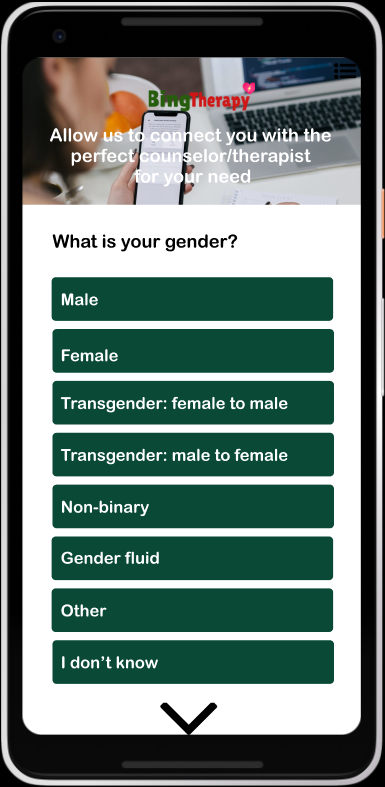 Allow us to connect you with the
perfect counselor/therapist
for your need
What is your gender?
Male
Female
Transgender: female to male
Transgender: male to female
Non-binary
Gender fluid
Other
I don’t know